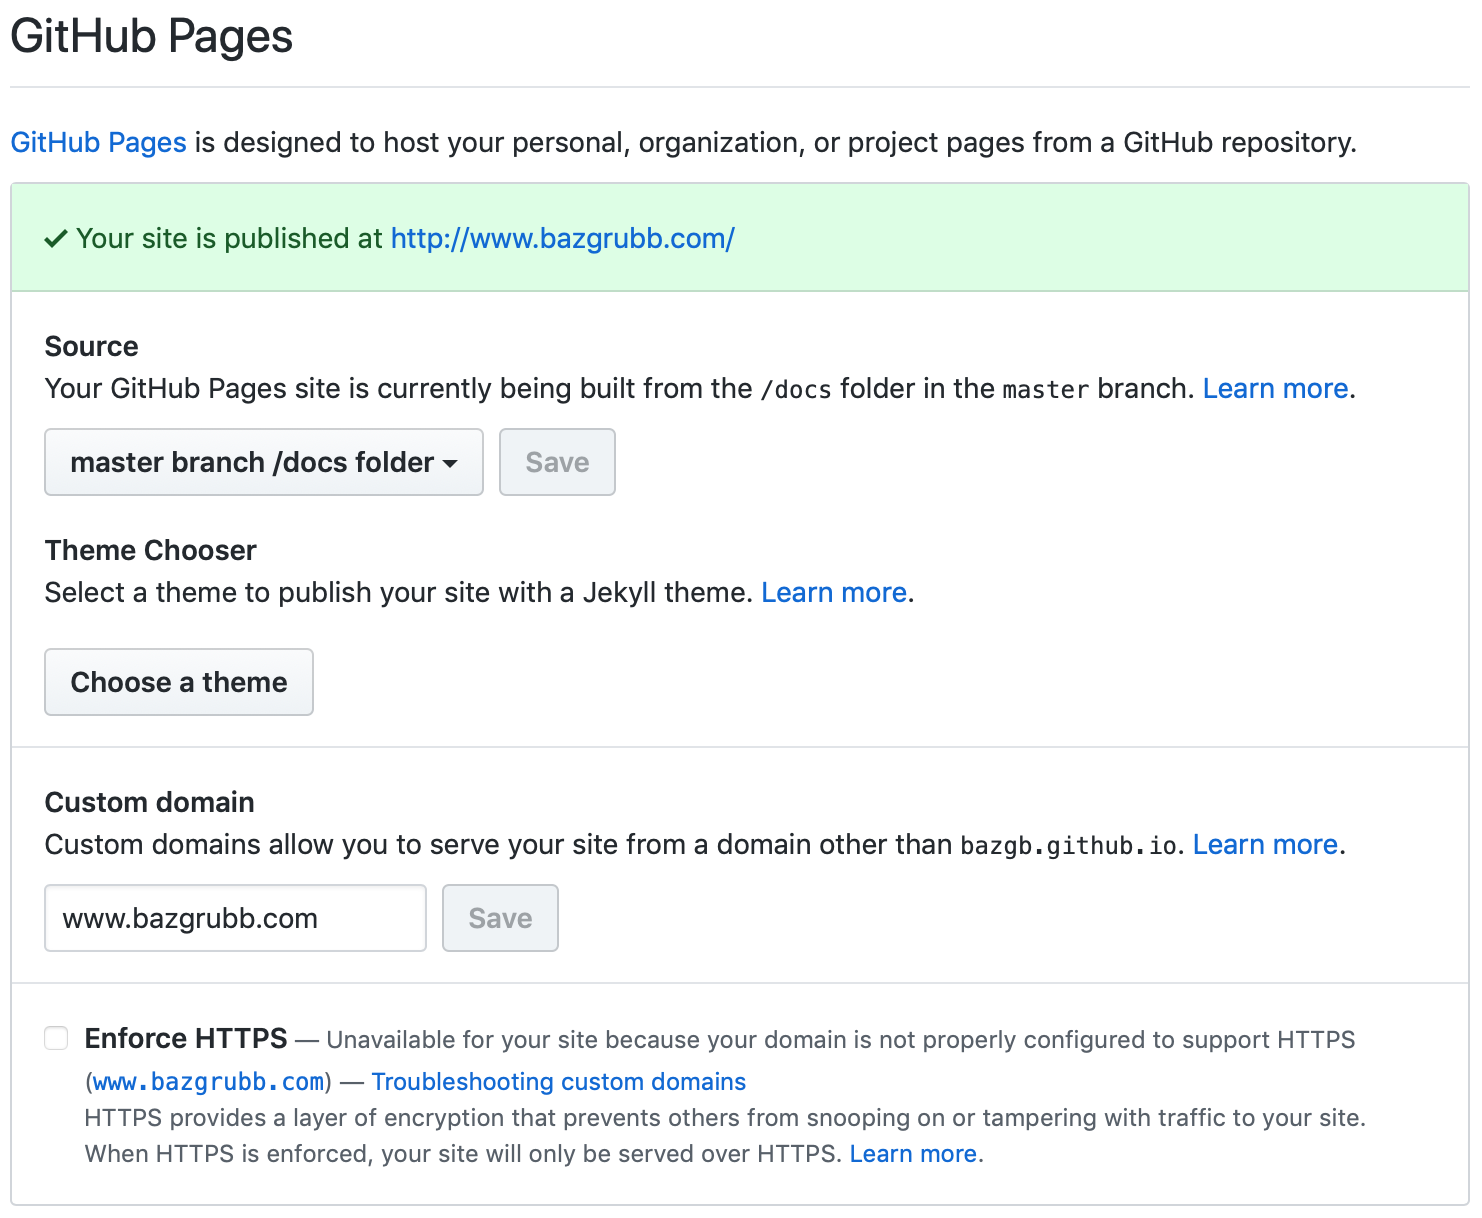 GitHub Pages
GitHub Pages is designed to host your personal, organization, or project pages from a GitHub repository.
✓ Your site is published at http://www.bazgrubb.com/
Source
Your GitHub Pages site is currently being built from the /docs folder in the master branch. Learn more.
master branch /docs folder
Save
Theme Chooser
Select a theme to publish your site with a Jekyll theme. Learn more.
Choose a theme
Custom domain
Custom domains allow you to serve your site from a domain other than bazgb.github.io. Learn more.
www.bazgrubb.com
Save
Enforce HTTPS — Unavailable for your site because your domain is not properly configured to support HTTPS
(www.bazgrubb.com) — Troubleshooting custom domains
HTTPS provides a layer of encryption that prevents others from snooping on or tampering with traffic to your site.
When HTTPS is enforced, your site will only be served over HTTPS. Learn more.